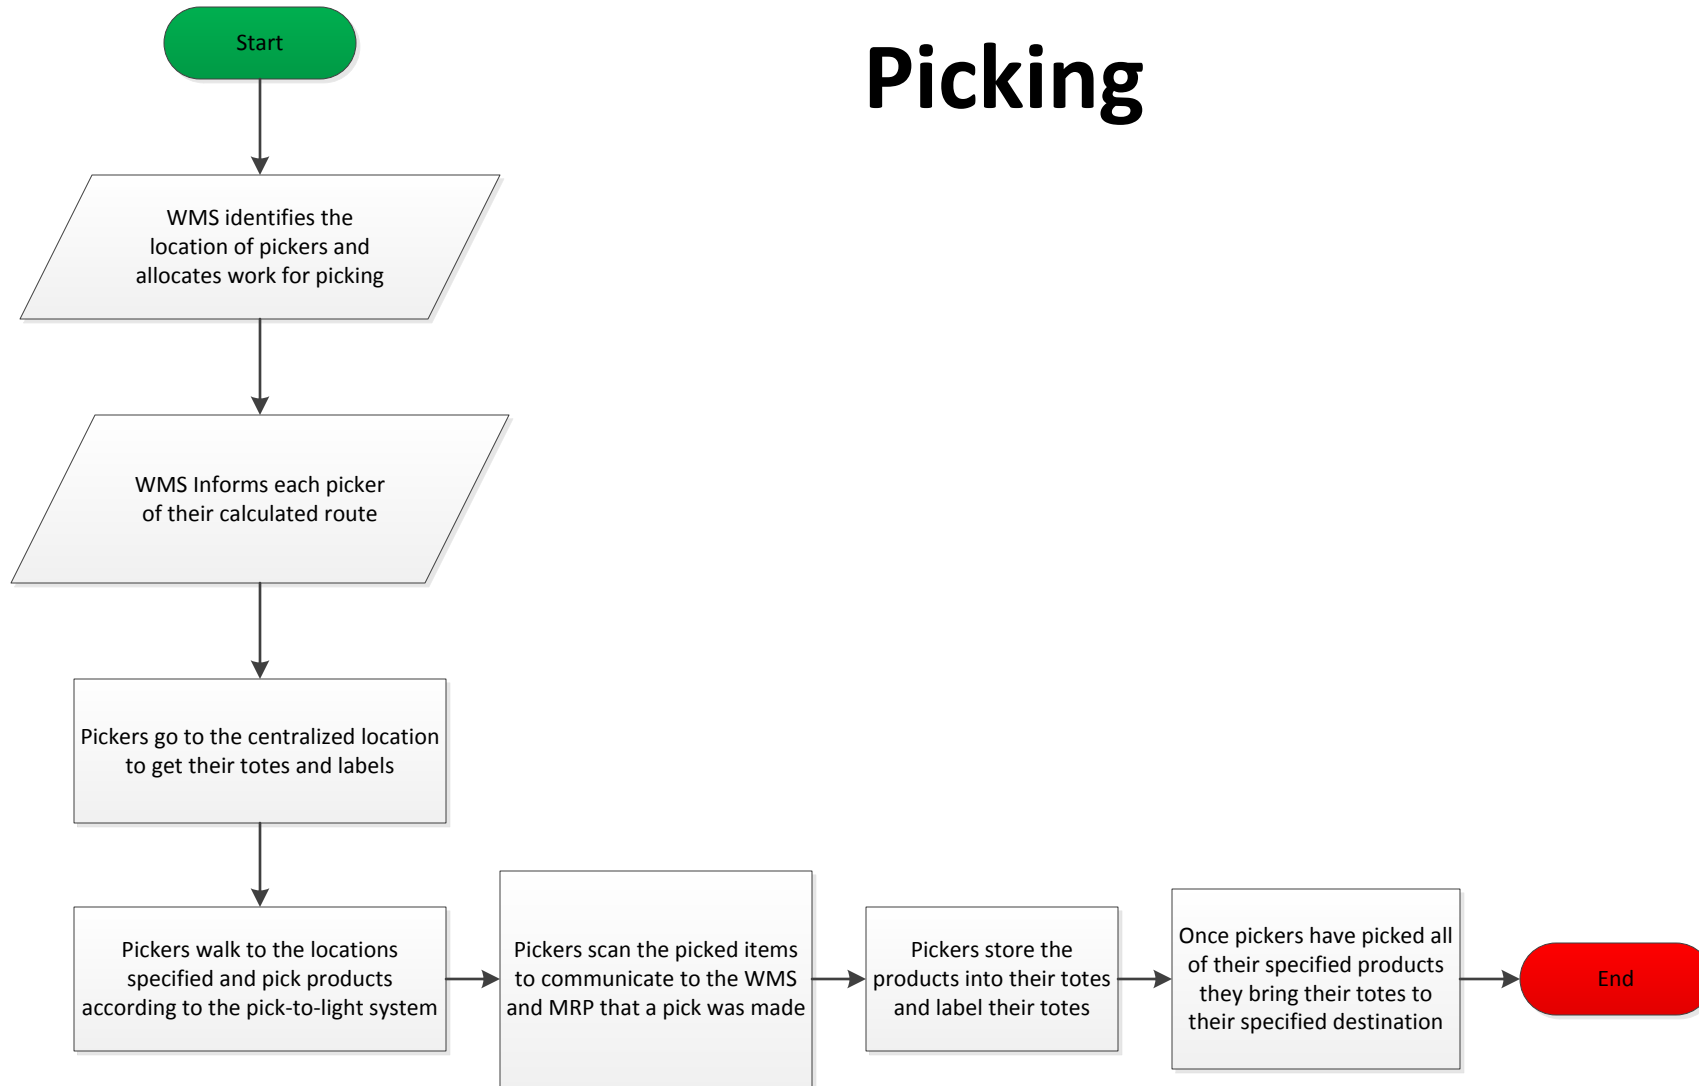 Start
Picking
WMS identifies the
location of pickers and
allocates work for picking
WMS Informs each picker
of their calculated route
Pickers go to the centralized location
to get their totes and labels
Pickers walk to the locations
specified and pick products
according to the pick-to-light system
Pickers scan the picked items
to communicate to the WMS
and MRP that a pick was made
Pickers store the
products into their totes
and label their totes
Once pickers have picked all
of their specified products
they bring their totes to
their specified destination
End